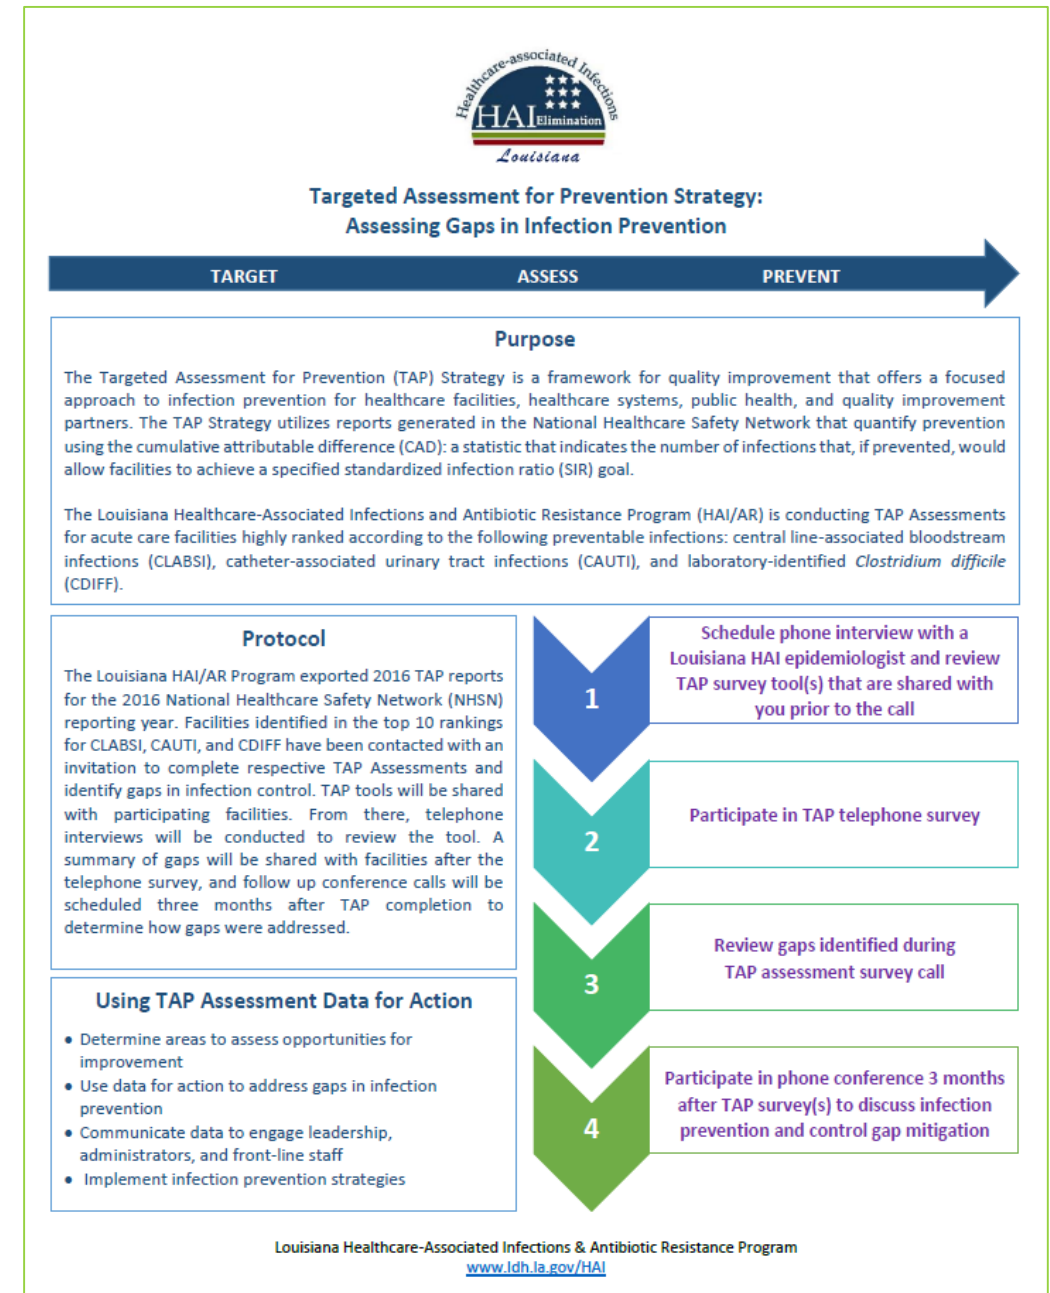 Healthcare-associated Infections
HAI Elimination
Louisiana
Targeted Assessment for Prevention Strategy:
Assessing Gaps in Infection Prevention
TARGET ASSESS PREVENT
Purpose
The Targeted Assessment for Prevention (TAP) Strategy is a framework for quality improvement that offers a focused
approach to infection prevention for healthcare facilities, healthcare systems, public health, and quality improvement
partners. The TAP Strategy utilizes reports generated in the National Healthcare Safety Network that quantify prevention
using the cumulative attributable difference (CAD): a statistic that indicates the number of infections that, if prevented, would
allow facilities to achieve a specified standardized infection ratio (SIR) goal.
The Louisiana Healthcare-Associated Infections and Antibiotic Resistance Program (HAI/AR) is conducting TAP Assessments
for acute care facilities highly ranked according to the following preventable infections: central line-associated bloodstream
infections (CLABSI), catheter-associated urinary tract infections (CAUTI), and laboratory-identified Clostridium difficile
(CDIFF).
Protocol
The Louisiana HAI/AR Program exported 2016 TAP reports
for the 2016 National Healthcare Safety Network (NHSN)
reporting year. Facilities identified in the top 10 rankings
for CLABSI, CAUTI, and CDIFF have been contacted with an
invitation to complete respective TAP Assessments and
identify gaps in infection control. TAP tools will be shared
with participating facilities. From there, telephone
interviews will be conducted to review the tool. A
summary of gaps will be shared with facilities after the
telephone survey, and follow up conference calls will be
scheduled three months after TAP completion to
determine how gaps were addressed.
Using TAP Assessment Data for Action
• Determine areas to assess opportunities for
improvement
• Use data for action to address gaps in infection
prevention
• Communicate data to engage leadership,
administrators, and front-line staff
• Implement infection prevention strategies
1
Schedule phone interview with a
Louisiana HAI epidemiologist and review
TAP survey tool(s) that are shared with
you prior to the call
2
Participate in TAP telephone survey
3
Review gaps identified during
TAP assessment survey call
4
Participate in phone conference 3 months
after TAP survey(s) to discuss infection
prevention and control gap mitigation
Louisiana Healthcare-Associated Infections & Antibiotic Resistance Program
www.ldh.la.gov/HAI